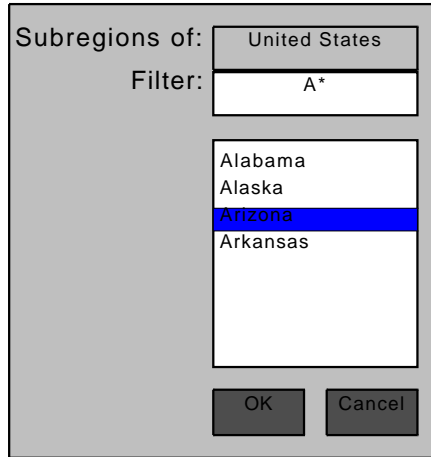 Subregions of: United States
Filter: A*
Alabama
Alaska
Arizona
Arkansas
OK Cancel